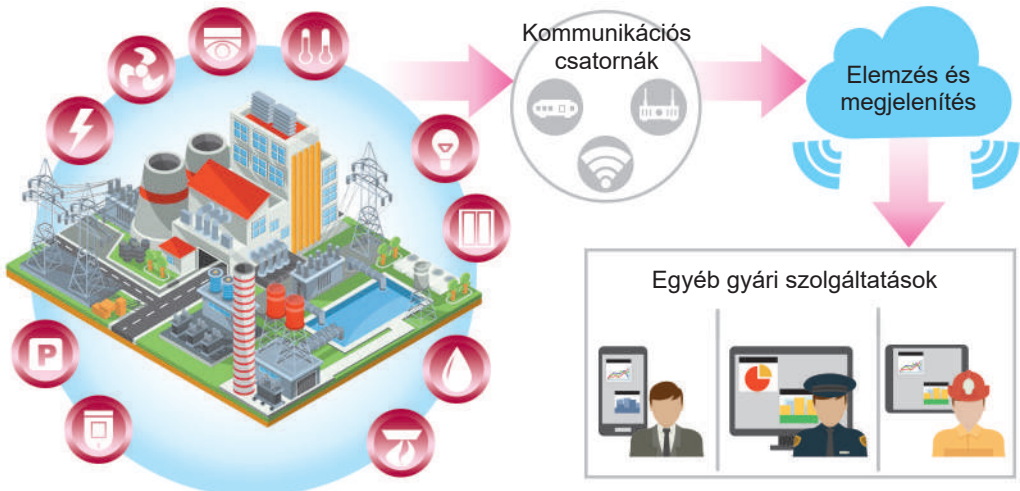 Kommunikációs
csatornák
Elemzés és
megjelenítés
Egyéb gyári szolgáltatások
P